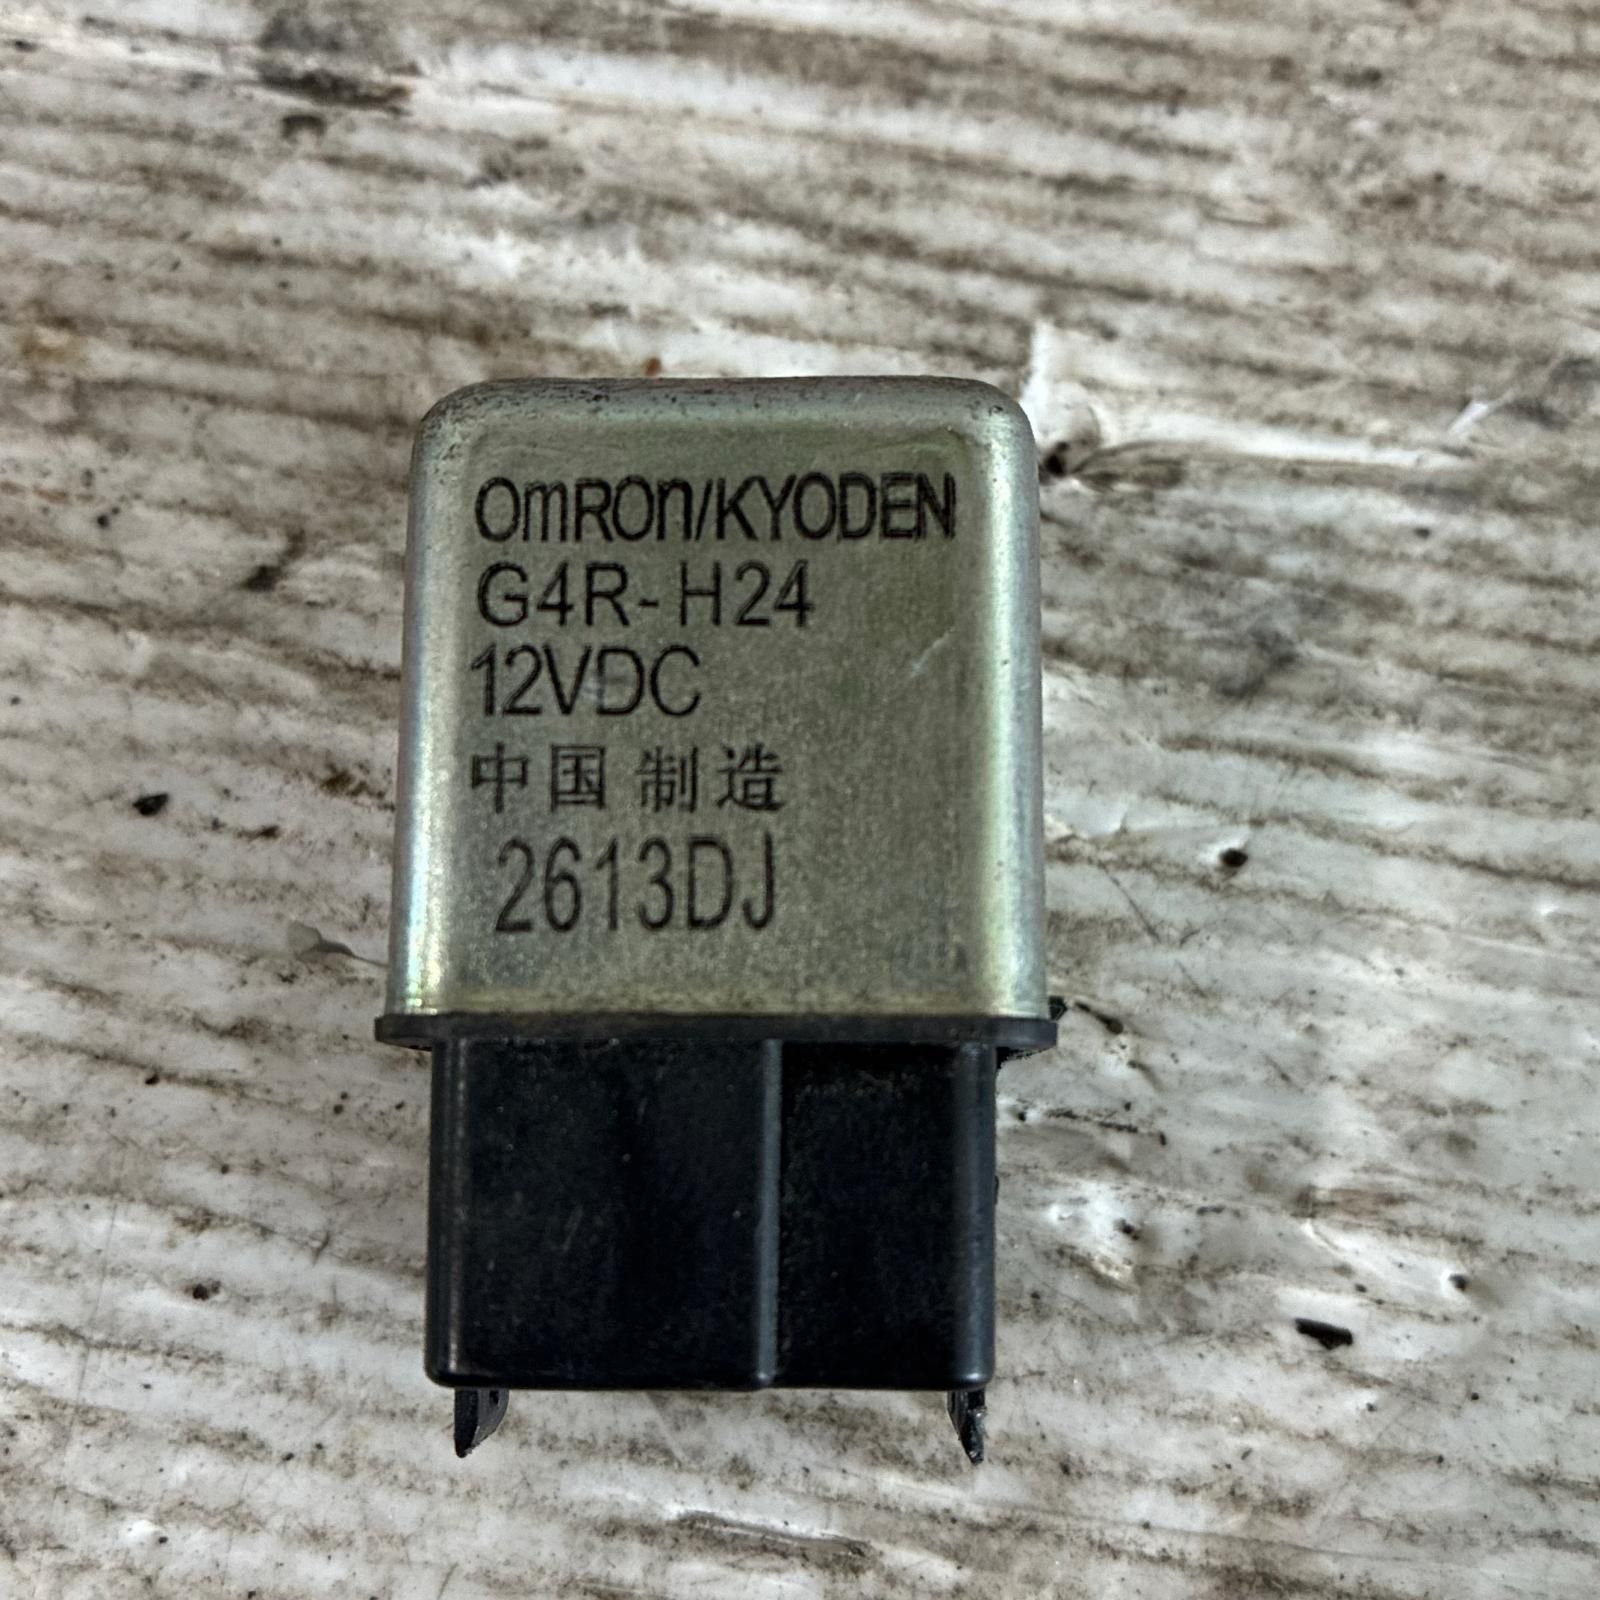 OmROn/KYODEN
G4R-H24
12VDC
中国制造
2613DJ